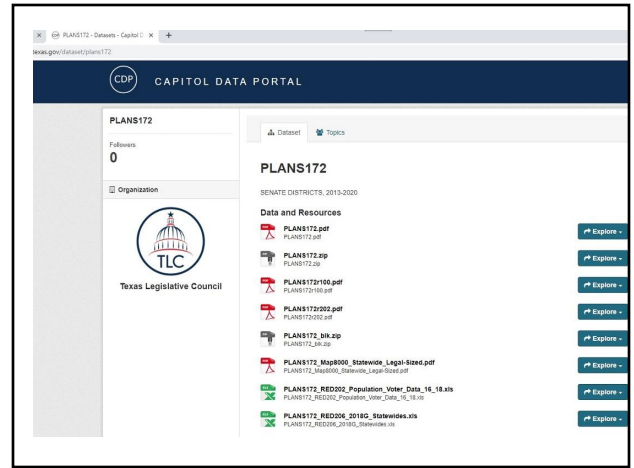 PLANS172 - Datasets - Capitol D
texas.gov/dataset/plans172
CDP
CAPITOL DATA PORTAL
PLANS172
Followers
0
Organization
TLC
Texas Legislative Council
Dataset
Topics
PLANS172
SENATE DISTRICTS, 2013-2020
Data and Resources
PLANS172.pdf
PLANS172.pdf
Explore
PLANS172.zip
PLANS172.zip
Explore
PLANS172r100.pdf
PLANS172r100.pdf
Explore
PLANS172r202.pdf
PLANS172r202.pdf
Explore
PLANS172_blk.zip
PLANS172_blk.zip
Explore
PLANS172_Map8000_Statewide_Legal-Sized.pdf
PLANS172_Map8000_Statewide_Legal-Sized.pdf
Explore
PLANS172_RED202_Population_Voter_Data_16_18.xls
PLANS172_RED202_Population_Voter_Data_16_18.xls
Explore
PLANS172_RED206_2018G_Statewides.xls
PLANS172_RED206_2018G_Statewides.xls
Explore